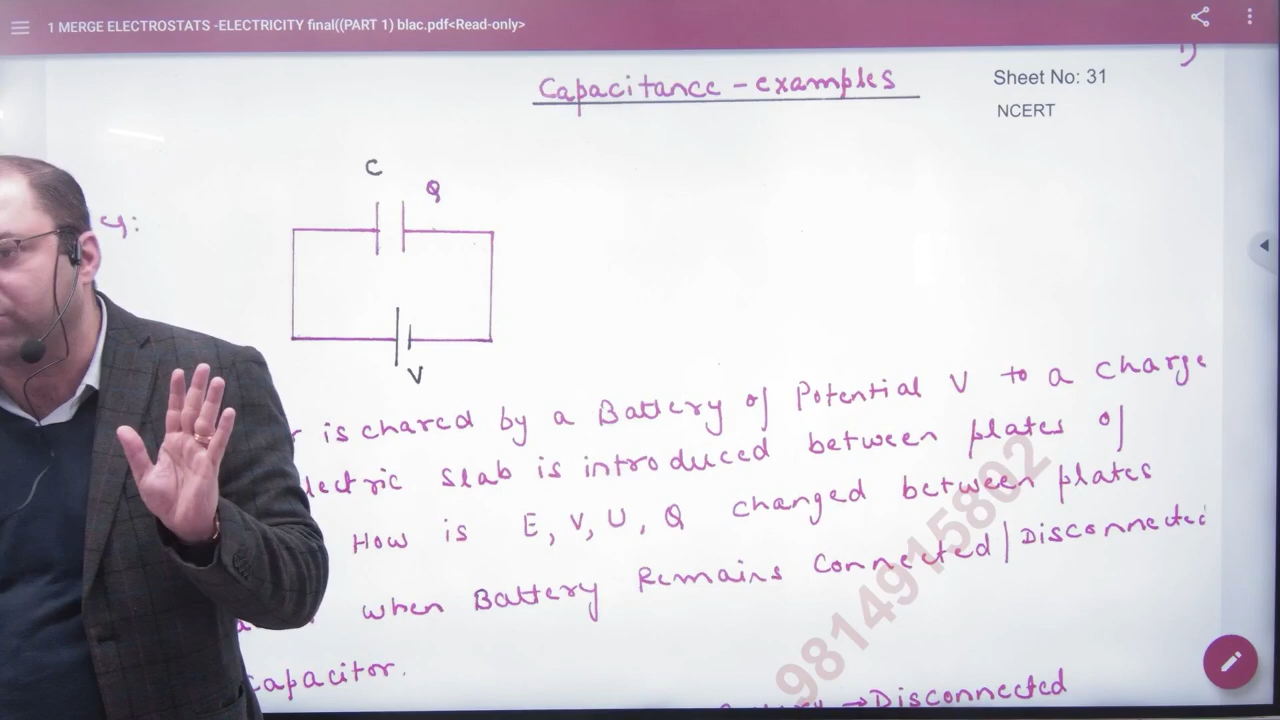 1 MERGE ELECTROSTATS -ELECTRICITY final((PART 1) blac.pdf<Read-only>
Capacitance - examples
Sheet No: 31
NCERT
C
Q
4:
V
r is chared by a Battery of Potential V to a charge
lectric Slab is introduced between plates of
How is E, V, U, Q changed between plates
when Battery Remains Connected / Disconnected
capacitor.
→ Disconnected
9814915802